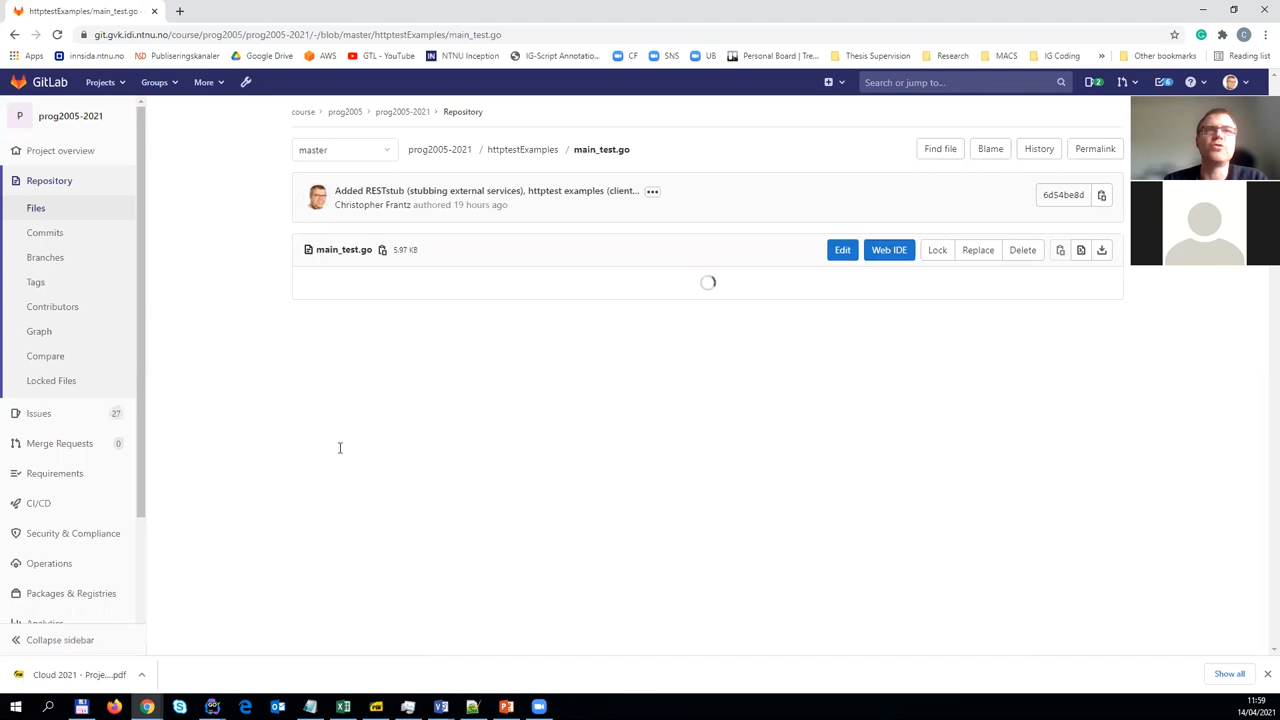 httptestExamples/main_test.go ·
git.gvk.idi.ntnu.no/course/prog2005/prog2005-2021/-/blob/master/httptestExamples/main_test.go
Apps innsida.ntnu.no Publiseringskanaler Google Drive AWS GTL - YouTube NTNU Inception IG-Script Annotatio... CF SNS UB Personal Board | Tre... Thesis Supervision Research MACS IG Coding » Other bookmarks Reading list
GitLab Projects Groups More Search or jump to... 2 6
P prog2005-2021
course > prog2005 > prog2005-2021 > Repository
Project overview
master prog2005-2021 / httptestExamples / main_test.go Find file Blame History Permalink
Repository
Added RESTstub (stubbing external services), httptest examples (client...
Christopher Frantz authored 19 hours ago
6d54be8d
Files
Commits
main_test.go 5.97 KB Edit Web IDE Lock Replace Delete
Branches
Tags
Contributors
Graph
Compare
Locked Files
Issues 27
Merge Requests 0
Requirements
CI/CD
Security & Compliance
Operations
Packages & Registries
Analytics
Collapse sidebar
Cloud 2021 - Proje....pdf Show all
11:59
14/04/2021